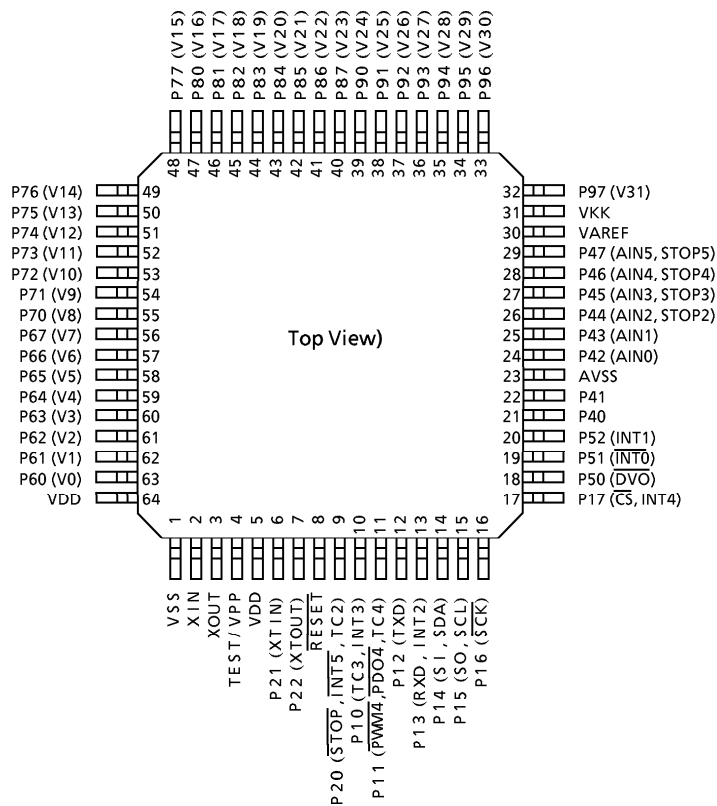 P77 (V15)
P80 (V16)
P81 (V17)
P82 (V18)
P83 (V19)
P84 (V20)
P85 (V21)
P86 (V22)
P87 (V23)
P90 (V24)
P91 (V25)
P92 (V26)
P93 (V27)
P94 (V28)
P95 (V29)
P96 (V30)
48 47 46 45 44 43 42 41 40 39 38 37 36 35 34 33
P76 (V14) 49
P75 (V13) 50
P74 (V12) 51
P73 (V11) 52
P72 (V10) 53
P71 (V9) 54
P70 (V8) 55
P67 (V7) 56
P66 (V6) 57
P65 (V5) 58
P64 (V4) 59
P63 (V3) 60
P62 (V2) 61
P61 (V1) 62
P60 (V0) 63
VDD 64
Top View)
32 P97 (V31)
31 VKK
30 VAREF
29 P47 (AIN5, STOP5)
28 P46 (AIN4, STOP4)
27 P45 (AIN3, STOP3)
26 P44 (AIN2, STOP2)
25 P43 (AIN1)
24 P42 (AIN0)
23 AVSS
22 P41
21 P40
20 P52 (INT1)
19 P51 (I̅N̅T̅0̅)
18 P50 (D̅V̅O̅)
17 P17 (C̅S̅, INT4)
1 2 3 4 5 6 7 8 9 10 11 12 13 14 15 16
VSS
XIN
XOUT
TEST/VPP
VDD
P21 (XTIN)
P22 (XTOUT)
R̅E̅S̅E̅T̅
P20 (S̅T̅O̅P̅, I̅N̅T̅5̅, TC2)
P10 (TC3, INT3)
P11 (P̅W̅M̅4̅, P̅D̅O̅4̅, TC4)
P12 (TXD)
P13 (RXD, INT2)
P14 (SI, SDA)
P15 (SO, SCL)
P16 (S̅C̅K̅)